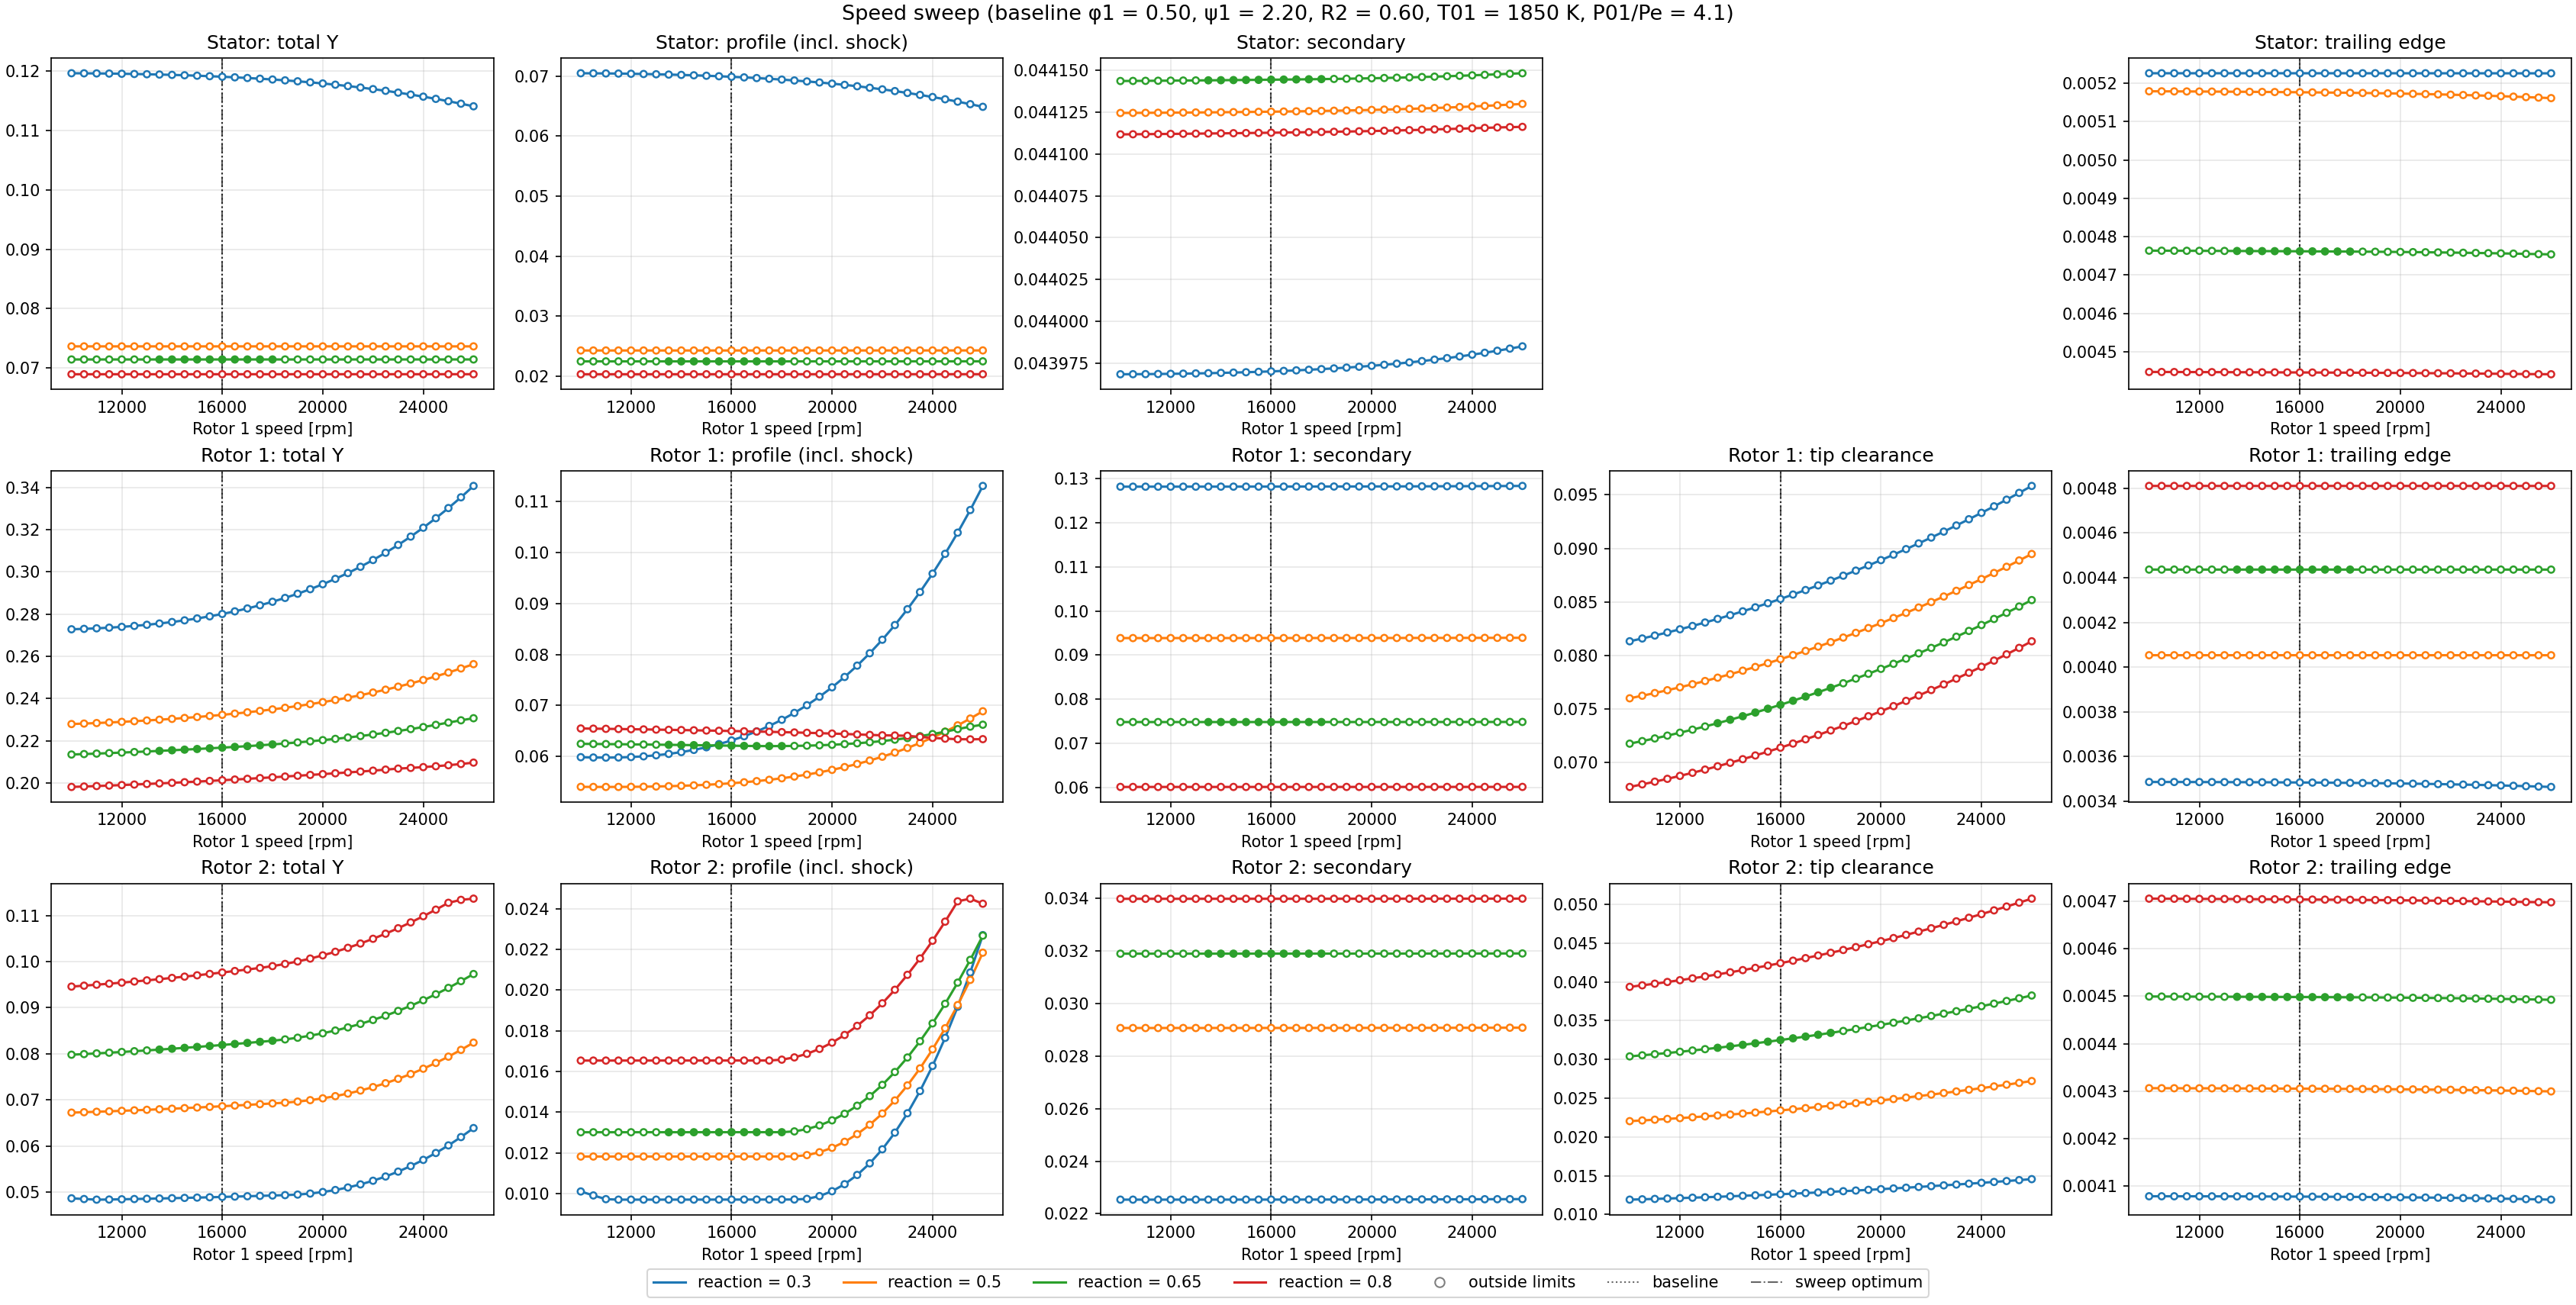 Speed sweep (baseline φ1 = 0.50, ψ1 = 2.20, R2 = 0.60, T01 = 1850 K, P01/Pe = 4.1)
Stator: total Y
0.12
0.11
0.10
0.09
0.08
0.07
12000 16000 20000 24000
Rotor 1 speed [rpm]
Stator: profile (incl. shock)
0.07
0.06
0.05
0.04
0.03
0.02
12000 16000 20000 24000
Rotor 1 speed [rpm]
Stator: secondary
0.044150
0.044125
0.044100
0.044075
0.044050
0.044025
0.044000
0.043975
12000 16000 20000 24000
Rotor 1 speed [rpm]
Stator: trailing edge
0.0052
0.0051
0.0050
0.0049
0.0048
0.0047
0.0046
0.0045
12000 16000 20000 24000
Rotor 1 speed [rpm]
Rotor 1: total Y
0.34
0.32
0.30
0.28
0.26
0.24
0.22
0.20
12000 16000 20000 24000
Rotor 1 speed [rpm]
Rotor 1: profile (incl. shock)
0.11
0.10
0.09
0.08
0.07
0.06
12000 16000 20000 24000
Rotor 1 speed [rpm]
Rotor 1: secondary
0.13
0.12
0.11
0.10
0.09
0.08
0.07
0.06
12000 16000 20000 24000
Rotor 1 speed [rpm]
Rotor 1: tip clearance
0.095
0.090
0.085
0.080
0.075
0.070
12000 16000 20000 24000
Rotor 1 speed [rpm]
Rotor 1: trailing edge
0.0048
0.0046
0.0044
0.0042
0.0040
0.0038
0.0036
0.0034
12000 16000 20000 24000
Rotor 1 speed [rpm]
Rotor 2: total Y
0.11
0.10
0.09
0.08
0.07
0.06
0.05
12000 16000 20000 24000
Rotor 1 speed [rpm]
Rotor 2: profile (incl. shock)
0.024
0.022
0.020
0.018
0.016
0.014
0.012
0.010
12000 16000 20000 24000
Rotor 1 speed [rpm]
Rotor 2: secondary
0.034
0.032
0.030
0.028
0.026
0.024
0.022
12000 16000 20000 24000
Rotor 1 speed [rpm]
Rotor 2: tip clearance
0.050
0.045
0.040
0.035
0.030
0.025
0.020
0.015
0.010
12000 16000 20000 24000
Rotor 1 speed [rpm]
Rotor 2: trailing edge
0.0047
0.0046
0.0045
0.0044
0.0043
0.0042
0.0041
12000 16000 20000 24000
Rotor 1 speed [rpm]
reaction = 0.3 reaction = 0.5 reaction = 0.65 reaction = 0.8 outside limits baseline sweep optimum